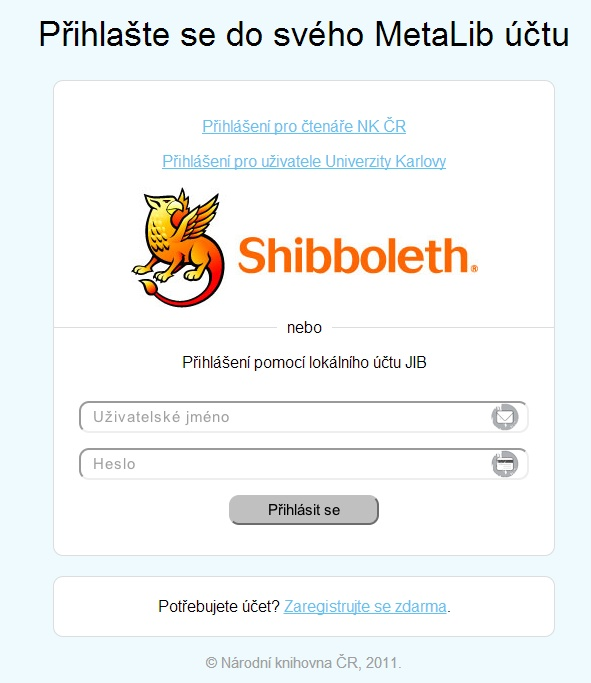 Přihlašte se do svého MetaLib účtu
Přihlášení pro čtenáře NK ČR
Přihlášení pro uživatele Univerzity Karlovy
Shibboleth®
nebo
Přihlášení pomocí lokálního účtu JIB
Uživatelské jméno
Heslo
Přihlásit se
Potřebujete účet? Zaregistrujte se zdarma.
© Národní knihovna ČR, 2011.